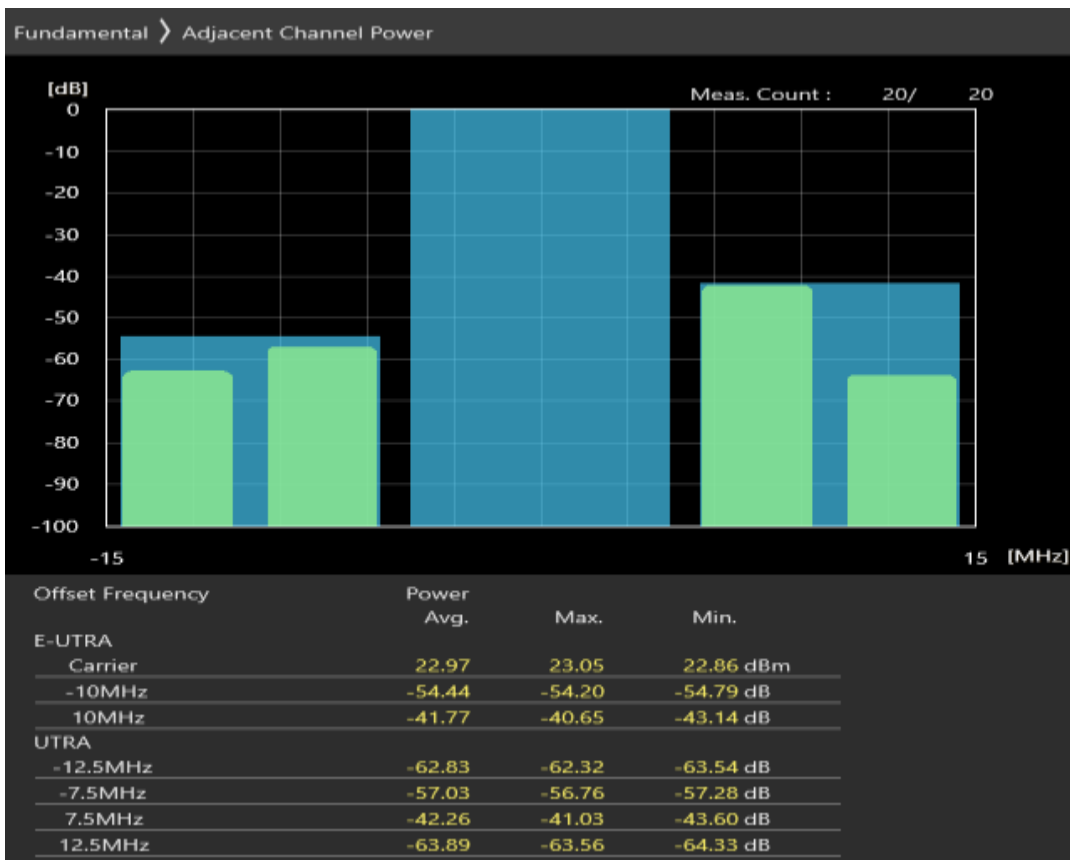 Fundamental ❭ Adjacent Channel Power
[dB]
Meas. Count : 20/ 20
0
-10
-20
-30
-40
-50
-60
-70
-80
-90
-100
-15 15 [MHz]
Offset Frequency Power
Avg. Max. Min.
E-UTRA
Carrier 22.97 23.05 22.86 dBm
-10MHz -54.44 -54.20 -54.79 dB
10MHz -41.77 -40.65 -43.14 dB
UTRA
-12.5MHz -62.83 -62.32 -63.54 dB
-7.5MHz -57.03 -56.76 -57.28 dB
7.5MHz -42.26 -41.03 -43.60 dB
12.5MHz -63.89 -63.56 -64.33 dB